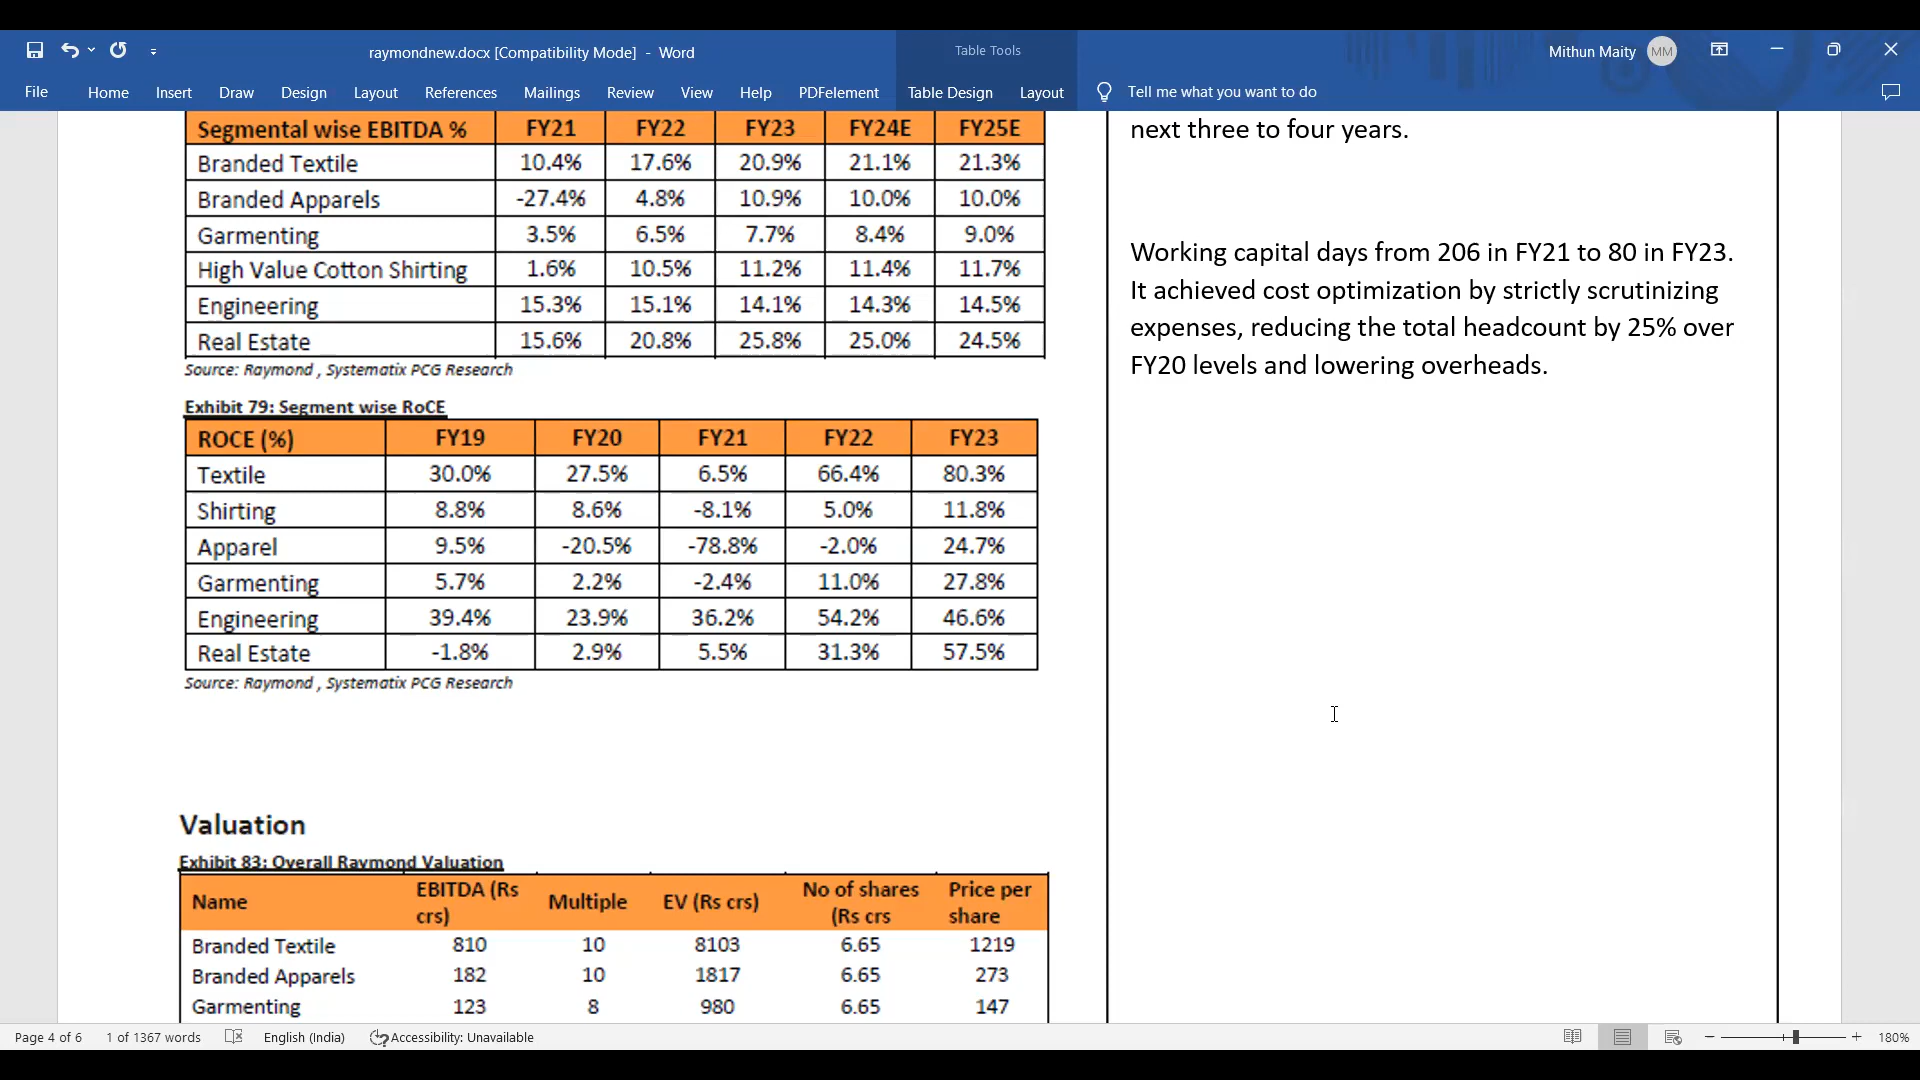 raymondnew.docx [Compatibility Mode] - Word
Table Tools
Mithun Maity MM
File Home Insert Draw Design Layout References Mailings Review View Help PDFelement Table Design Layout Tell me what you want to do
Segmental wise EBITDA % FY21 FY22 FY23 FY24E FY25E
Branded Textile 10.4% 17.6% 20.9% 21.1% 21.3%
Branded Apparels -27.4% 4.8% 10.9% 10.0% 10.0%
Garmenting 3.5% 6.5% 7.7% 8.4% 9.0%
High Value Cotton Shirting 1.6% 10.5% 11.2% 11.4% 11.7%
Engineering 15.3% 15.1% 14.1% 14.3% 14.5%
Real Estate 15.6% 20.8% 25.8% 25.0% 24.5%
Source: Raymond , Systematix PCG Research
Exhibit 79: Segment wise RoCE
ROCE (%) FY19 FY20 FY21 FY22 FY23
Textile 30.0% 27.5% 6.5% 66.4% 80.3%
Shirting 8.8% 8.6% -8.1% 5.0% 11.8%
Apparel 9.5% -20.5% -78.8% -2.0% 24.7%
Garmenting 5.7% 2.2% -2.4% 11.0% 27.8%
Engineering 39.4% 23.9% 36.2% 54.2% 46.6%
Real Estate -1.8% 2.9% 5.5% 31.3% 57.5%
Source: Raymond , Systematix PCG Research
Valuation
Exhibit 83: Overall Raymond Valuation
Name EBITDA (Rs crs) Multiple EV (Rs crs) No of shares (Rs crs Price per share
Branded Textile 810 10 8103 6.65 1219
Branded Apparels 182 10 1817 6.65 273
Garmenting 123 8 980 6.65 147
next three to four years.
Working capital days from 206 in FY21 to 80 in FY23.
It achieved cost optimization by strictly scrutinizing
expenses, reducing the total headcount by 25% over
FY20 levels and lowering overheads.
Page 4 of 6 1 of 1367 words English (India) Accessibility: Unavailable 180%